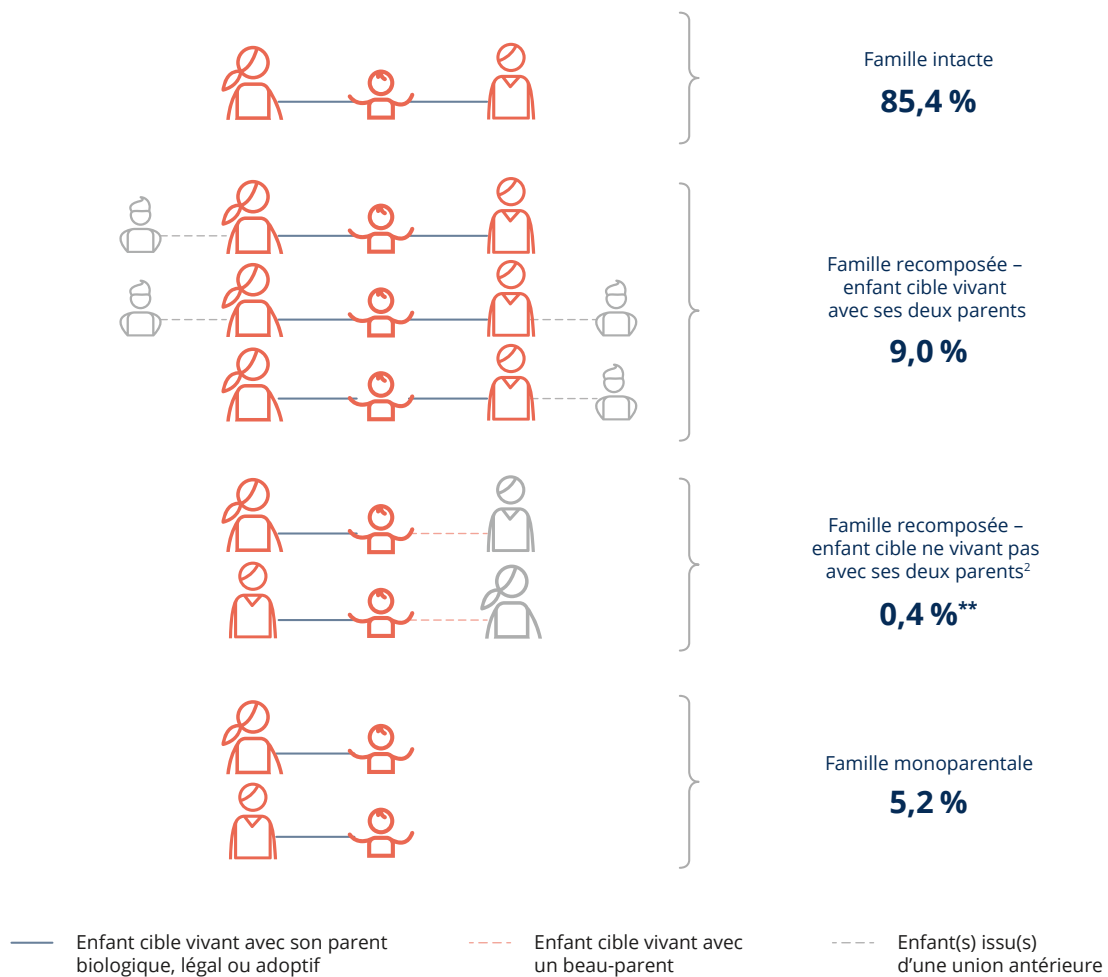 Famille intacte
85,4 %
Famille recomposée –
enfant cible vivant
avec ses deux parents
9,0 %
Famille recomposée –
enfant cible ne vivant pas
avec ses deux parents²
0,4 %**
Famille monoparentale
5,2 %
Enfant cible vivant avec son parent
biologique, légal ou adoptif
Enfant cible vivant avec
un beau-parent
Enfant(s) issu(s)
d’une union antérieure